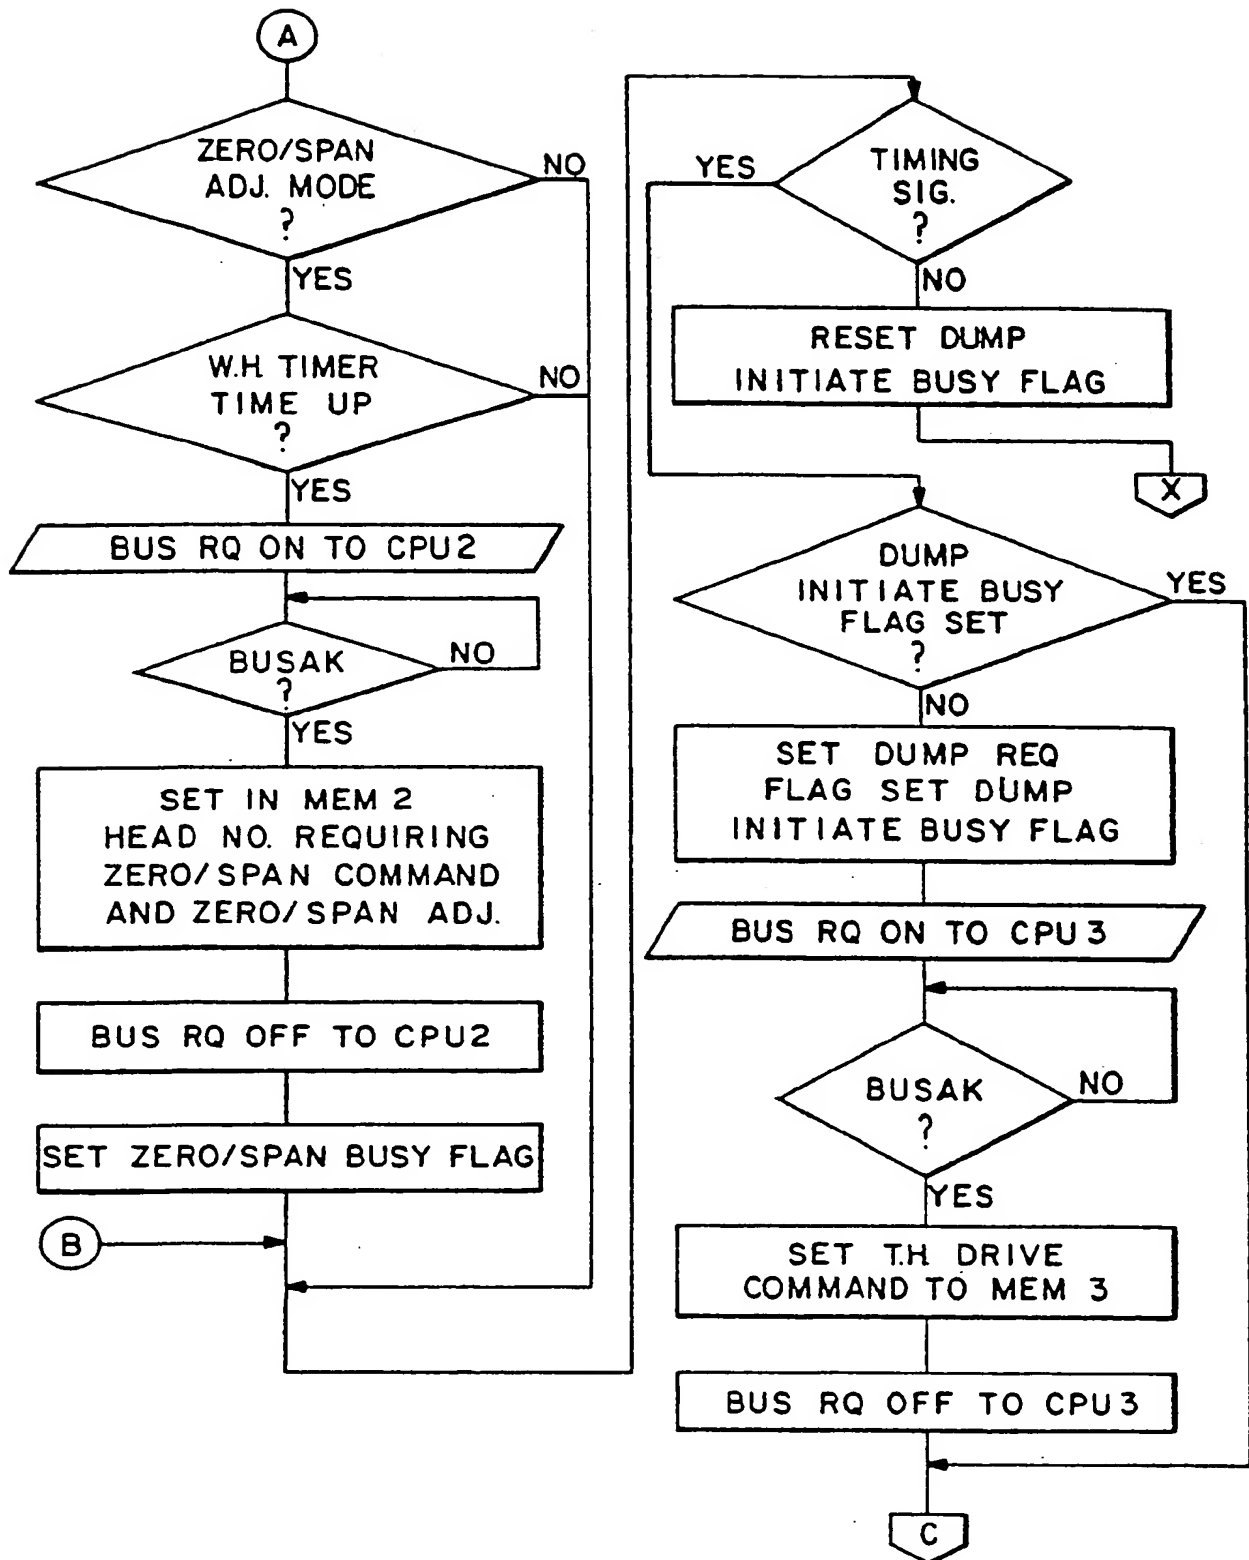 A
ZERO/SPAN
ADJ. MODE
?
NO
YES
W.H. TIMER
TIME UP
?
NO
YES
BUS RQ ON TO CPU2
BUSAK
?
NO
YES
SET IN MEM 2
HEAD NO. REQUIRING
ZERO/SPAN COMMAND
AND ZERO/SPAN ADJ.
BUS RQ OFF TO CPU2
SET ZERO/SPAN BUSY FLAG
B
TIMING
SIG.
?
YES
NO
RESET DUMP
INITIATE BUSY FLAG
X
DUMP
INITIATE BUSY
FLAG SET
?
YES
NO
SET DUMP REQ
FLAG SET DUMP
INITIATE BUSY FLAG
BUS RQ ON TO CPU3
BUSAK
?
NO
YES
SET T.H. DRIVE
COMMAND TO MEM 3
BUS RQ OFF TO CPU3
C